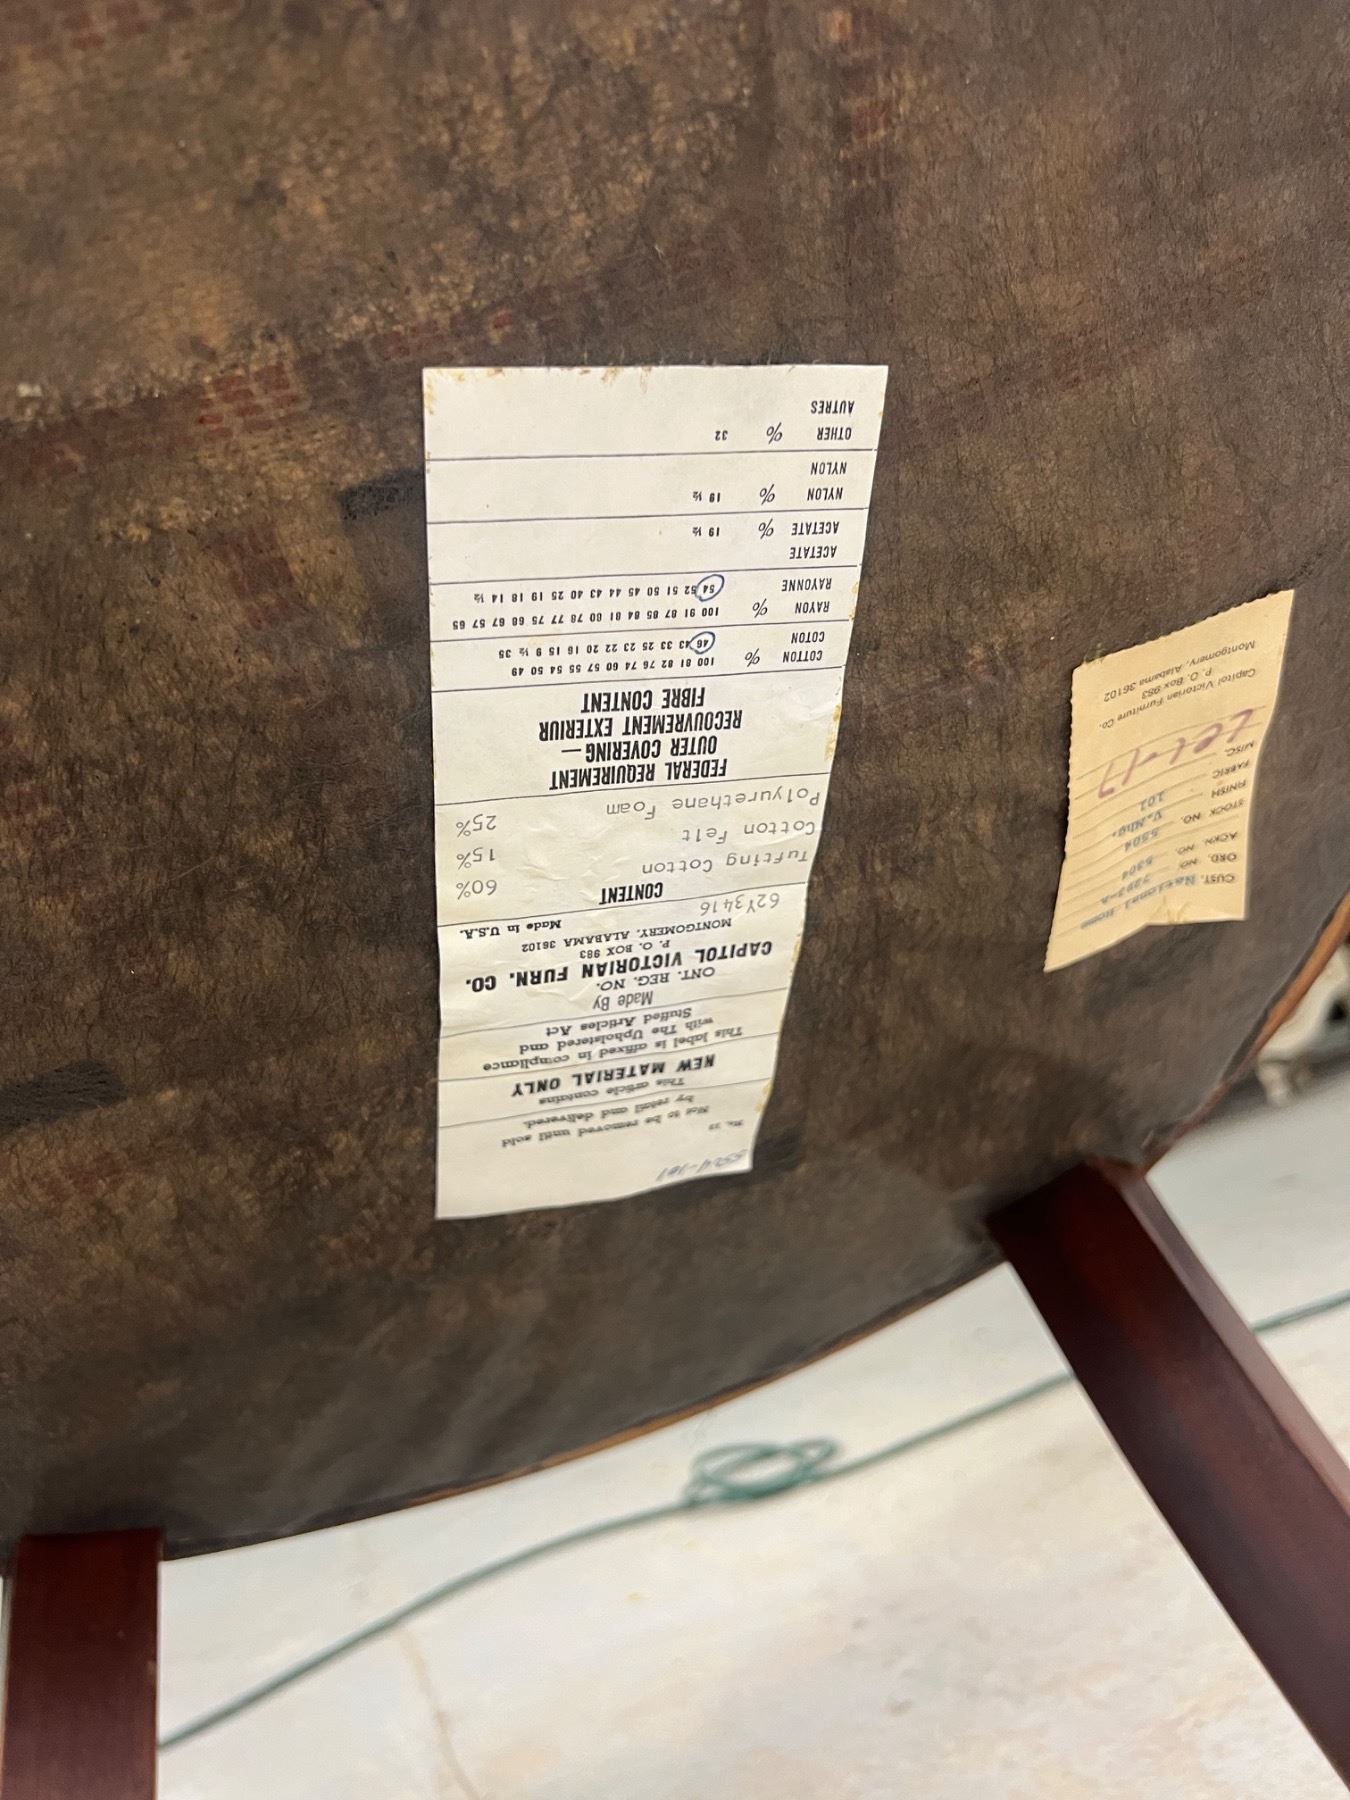 No. 22
Not to be removed until sold
by retail and delivered.
This article contains
NEW MATERIAL ONLY
This label is affixed in compliance
with The Upholstered and
Stuffed Articles Act
Made By
ONT. REG. NO.
CAPITOL VICTORIAN FURN. CO.
P. O. BOX 983
MONTGOMERY, ALABAMA 36102
Made in U.S.A.
62Y3416
CONTENT
Tufting Cotton 60%
Cotton Felt 15%
Polyurethane Foam 25%
FEDERAL REQUIREMENT
OUTER COVERING —
RECOUVREMENT EXTERIUR
FIBRE CONTENT
COTTON % 100 81 82 76 74 60 57 55 54 50 49
COTON 46 43 33 25 23 22 20 16 15 9 ½ 35
RAYON % 100 91 87 85 84 81 80 78 77 75 68 67 58 57 65
RAYONNE 54 52 51 50 45 44 43 40 25 19 18 14 ½
ACETATE
ACETATE % 19 ½
NYLON % 19 ½
NYLON
OTHER % 32
AUTRES
CUST. National Home
ORD. NO.
ACKN. NO. 5304
STOCK NO. 5504
FINISH V.Mhg.
FABRIC 101
MISC.
Capitol Victorian Furniture Co.
P. O. Box 983
Montgomery, Alabama 36102